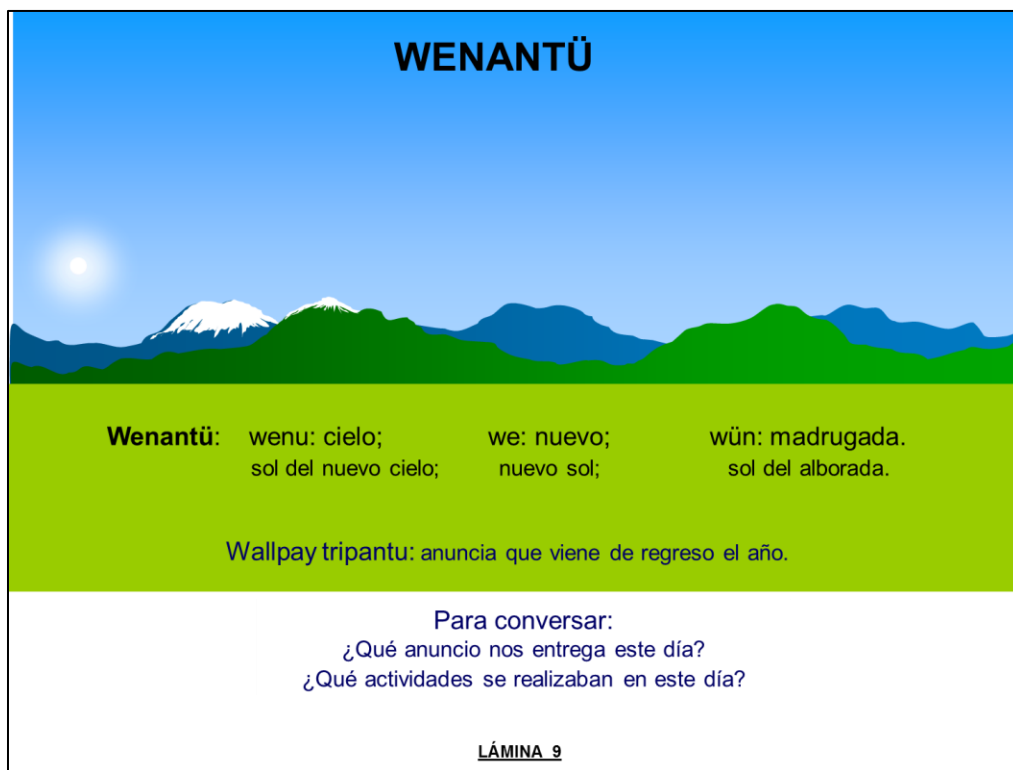 WENANTÜ
Wenantü: wenu: cielo; we: nuevo; wün: madrugada.
sol del nuevo cielo; nuevo sol; sol del alborada.
Wallpay tripantu: anuncia que viene de regreso el año.
Para conversar:
¿Qué anuncio nos entrega este día?
¿Qué actividades se realizaban en este día?
LÁMINA 9